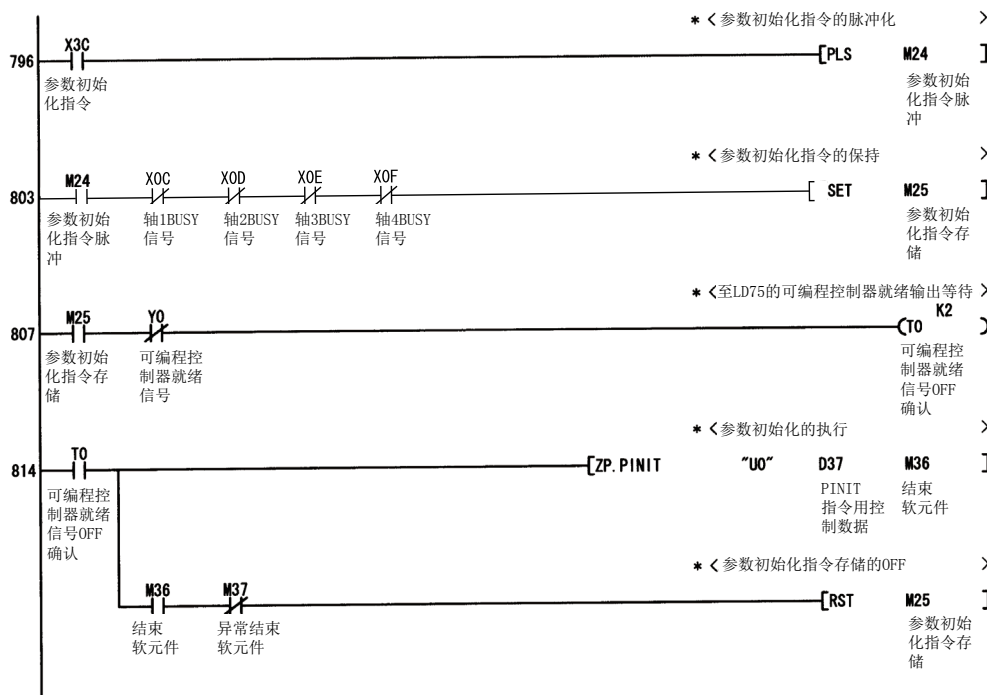 * <参数初始化指令的脉冲化 >
796 X3C [PLS M24 ]
参数初始
化指令
参数初始
化指令脉
冲
* <参数初始化指令的保持 >
803 M24 X0C X0D X0E X0F [ SET M25 ]
参数初始
化指令脉
冲
轴1BUSY
信号
轴2BUSY
信号
轴3BUSY
信号
轴4BUSY
信号
参数初始
化指令存
储
* <至LD75的可编程控制器就绪输出等待 >
807 M25 Y0 (T0 K2 )
参数初始
化指令存
储
可编程控
制器就绪
信号
可编程控
制器就绪
信号OFF
确认
* <参数初始化的执行 >
814 T0 [ZP.PINIT "U0" D37 M36 ]
可编程控
制器就绪
信号OFF
确认
PINIT
指令用控
制数据
结束
软元件
* <参数初始化指令存储的OFF >
M36 M37 [RST M25 ]
结束
软元件
异常结束
软元件
参数初始
化指令存
储